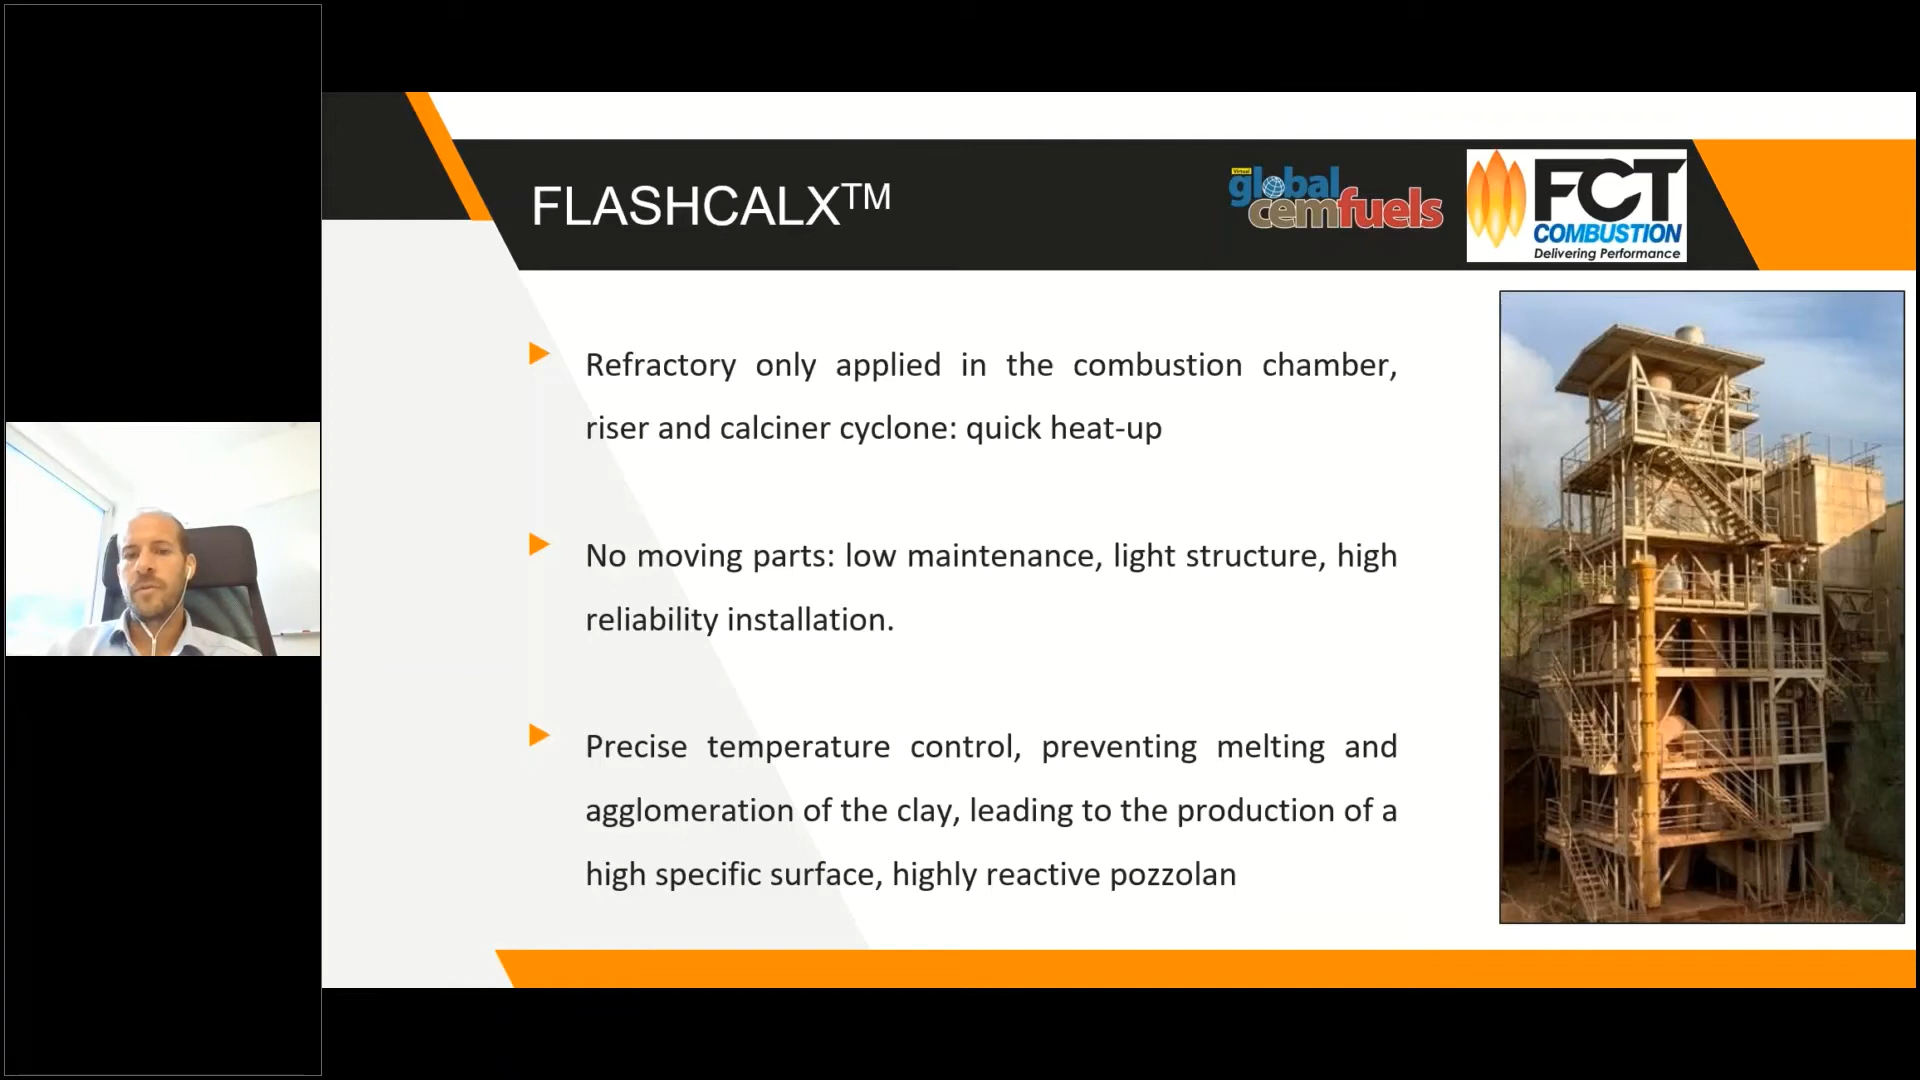 FLASHCALX™
Virtual
global
cemfuels
FCT
COMBUSTION
Delivering Performance
Refractory only applied in the combustion chamber,
riser and calciner cyclone: quick heat-up
No moving parts: low maintenance, light structure, high
reliability installation.
Precise temperature control, preventing melting and
agglomeration of the clay, leading to the production of a
high specific surface, highly reactive pozzolan